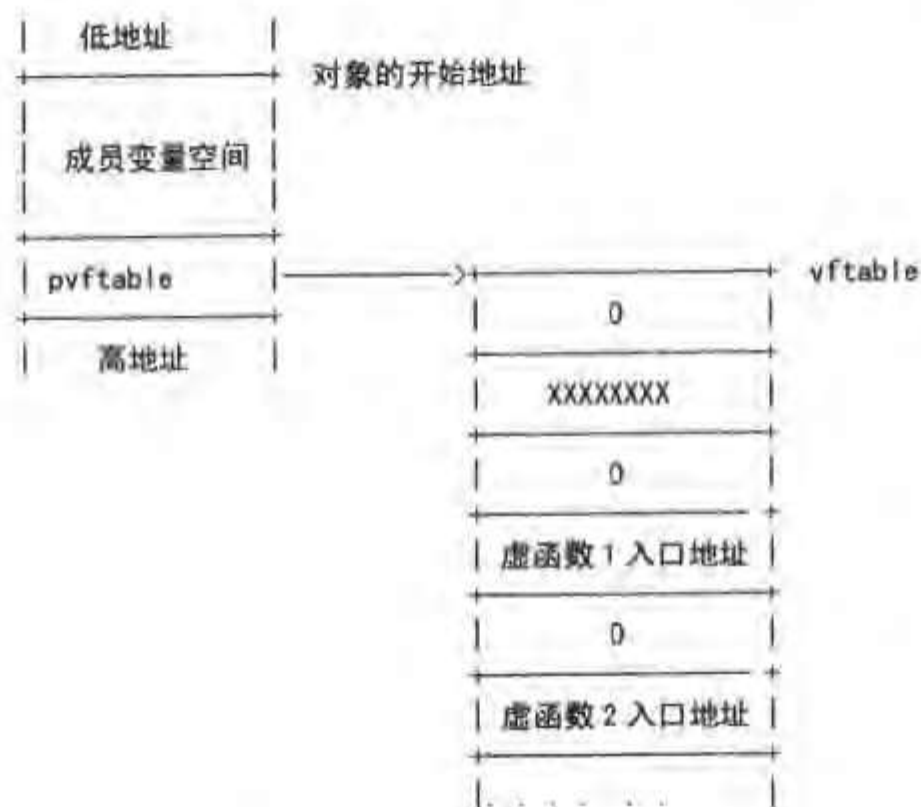 低地址
对象的开始地址
成员变量空间
pvftable
vftable
0
高地址
XXXXXXXX
0
虚函数1入口地址
0
虚函数2入口地址